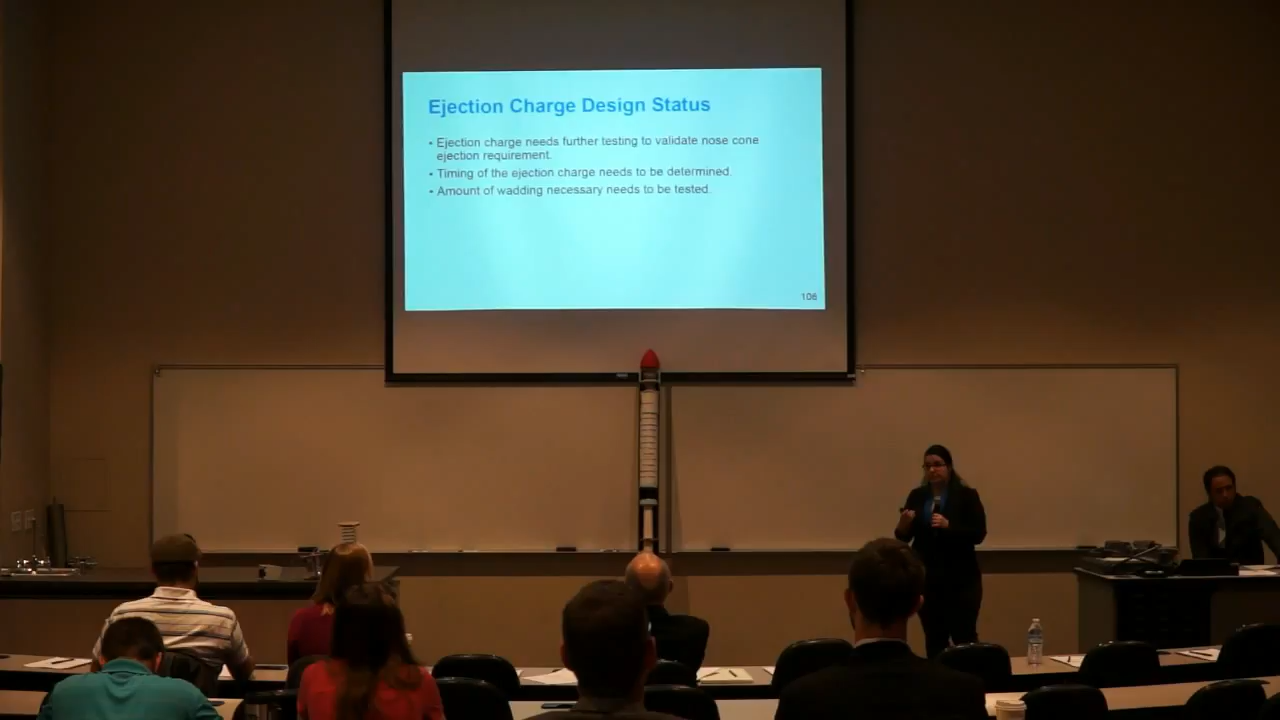 Ejection Charge Design Status
• Ejection charge needs further testing to validate nose cone
ejection requirement.
• Timing of the ejection charge needs to be determined.
• Amount of wadding necessary needs to be tested.
106